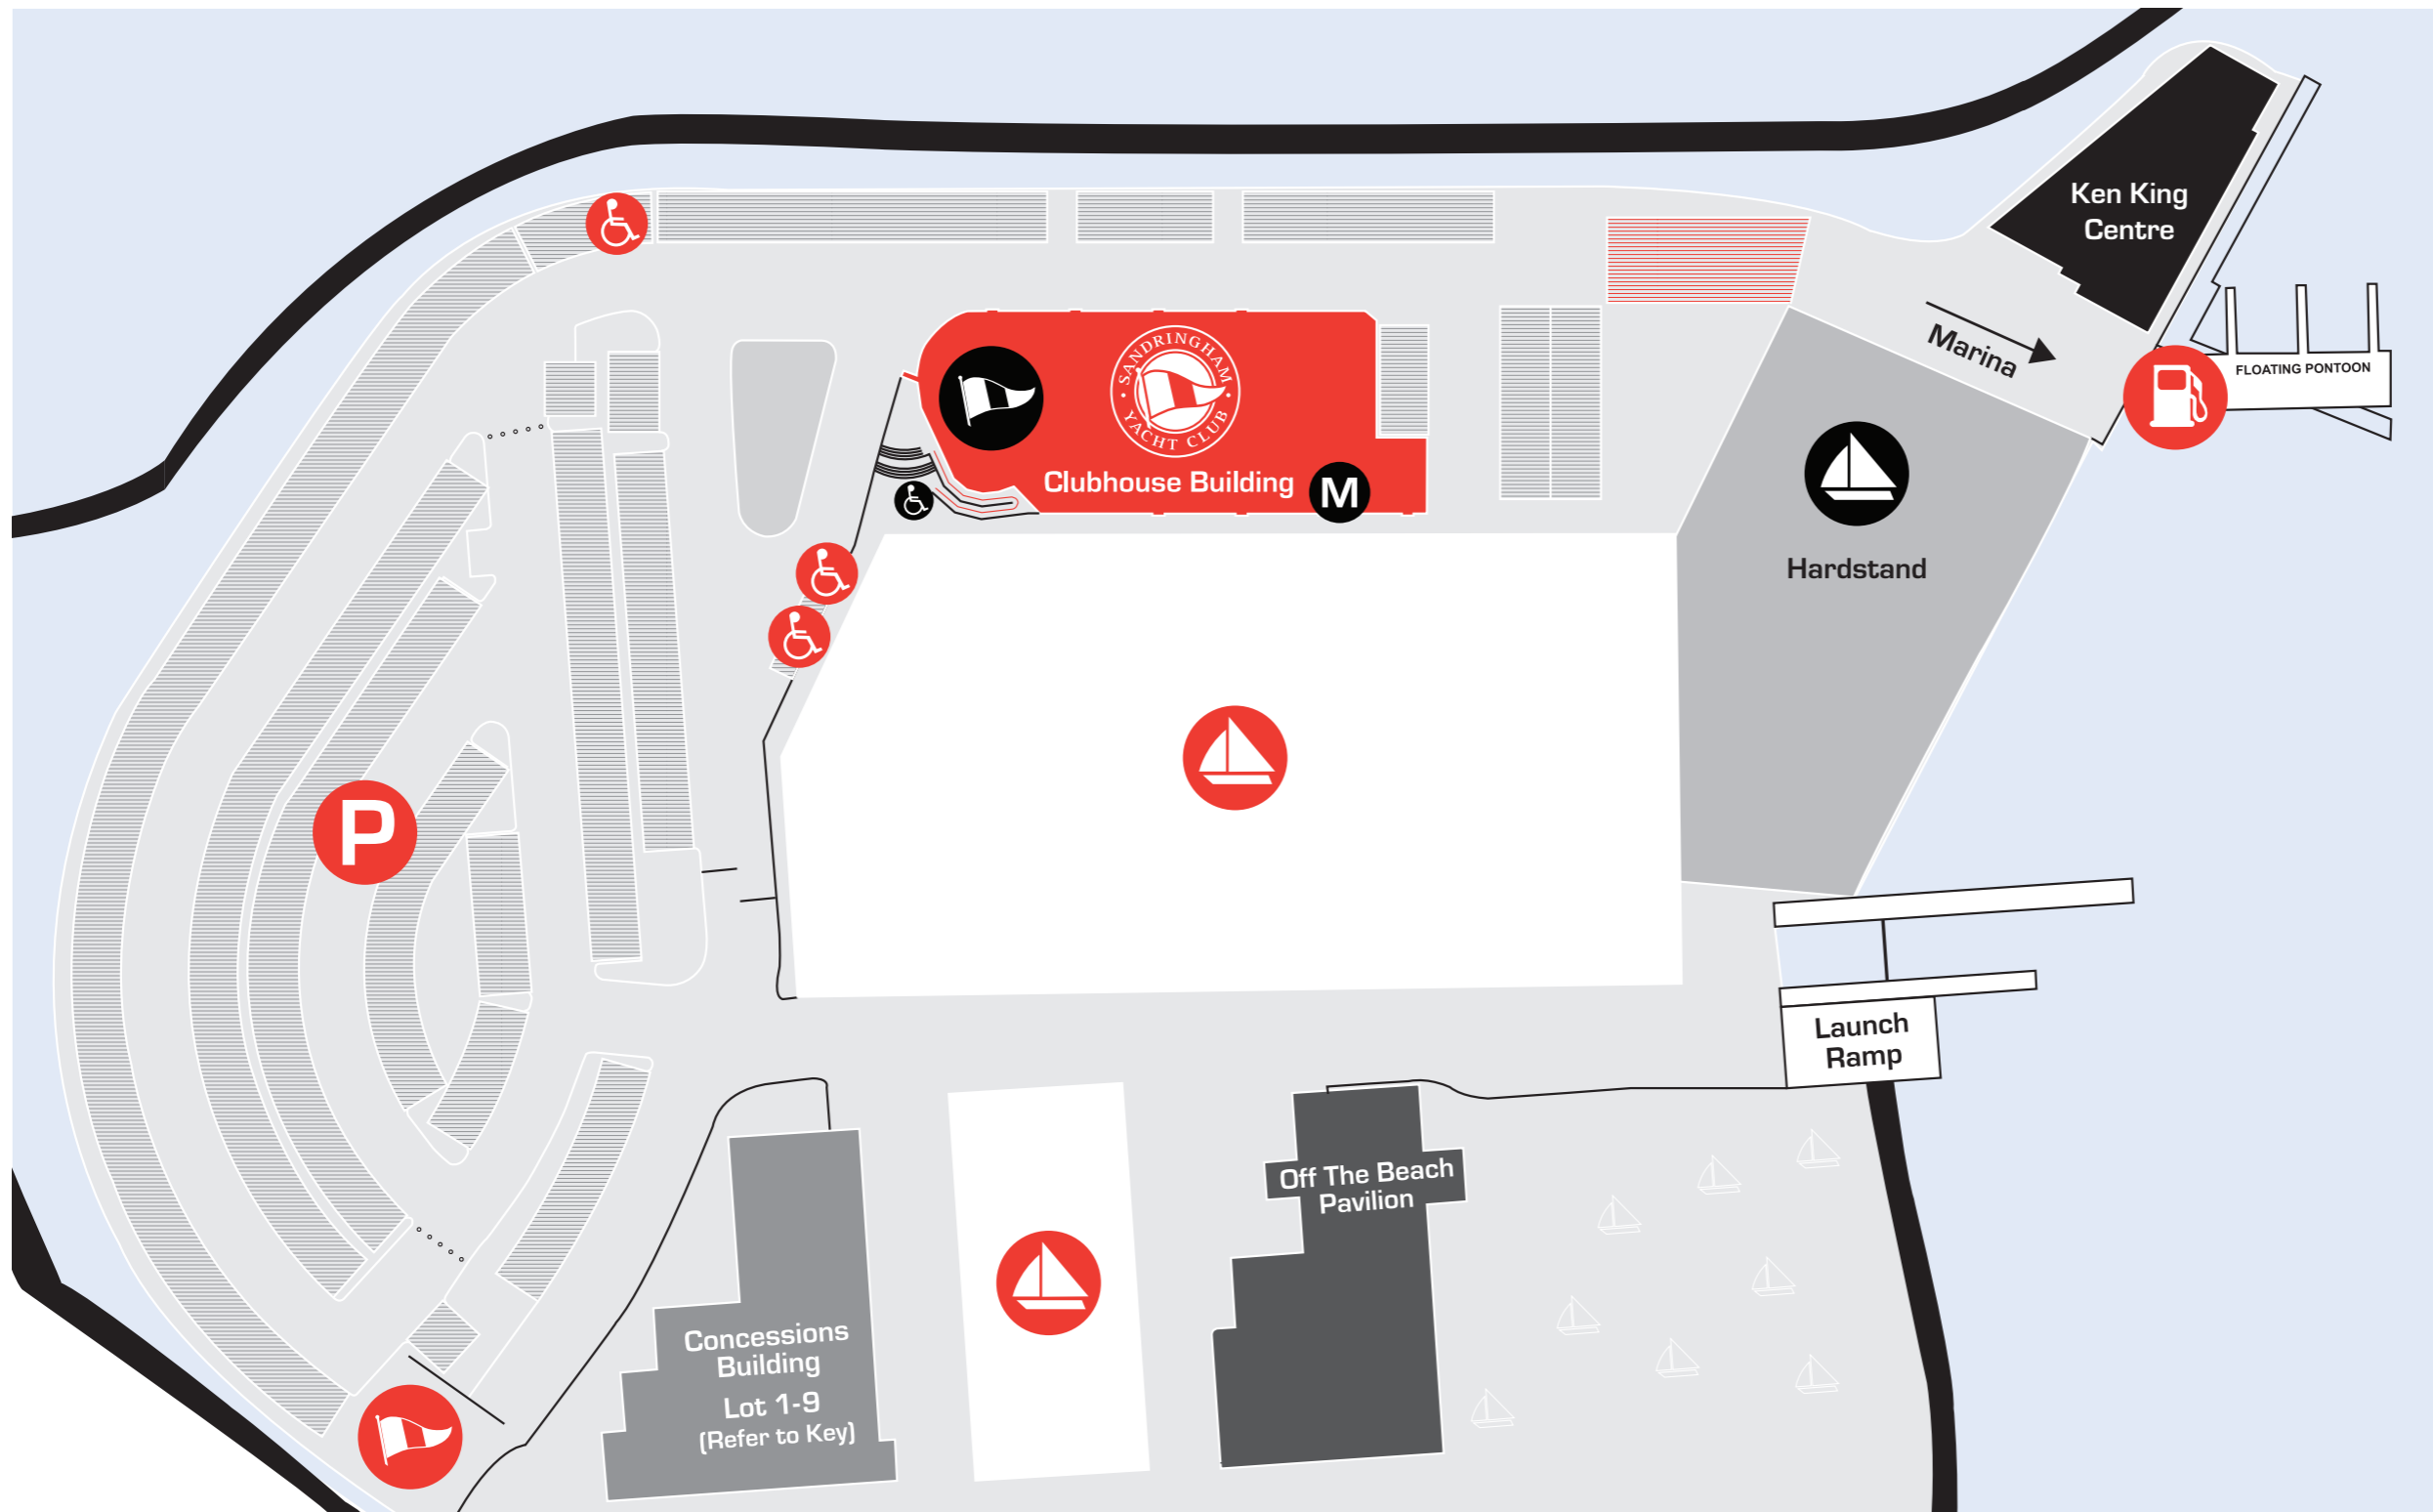 Ken King
Centre
Marina
FLOATING PONTOON
SANDRINGHAM
YACHT CLUB
Clubhouse Building
M
Hardstand
P
Launch
Ramp
Off The Beach
Pavilion
Concessions
Building
Lot 1-9
(Refer to Key)